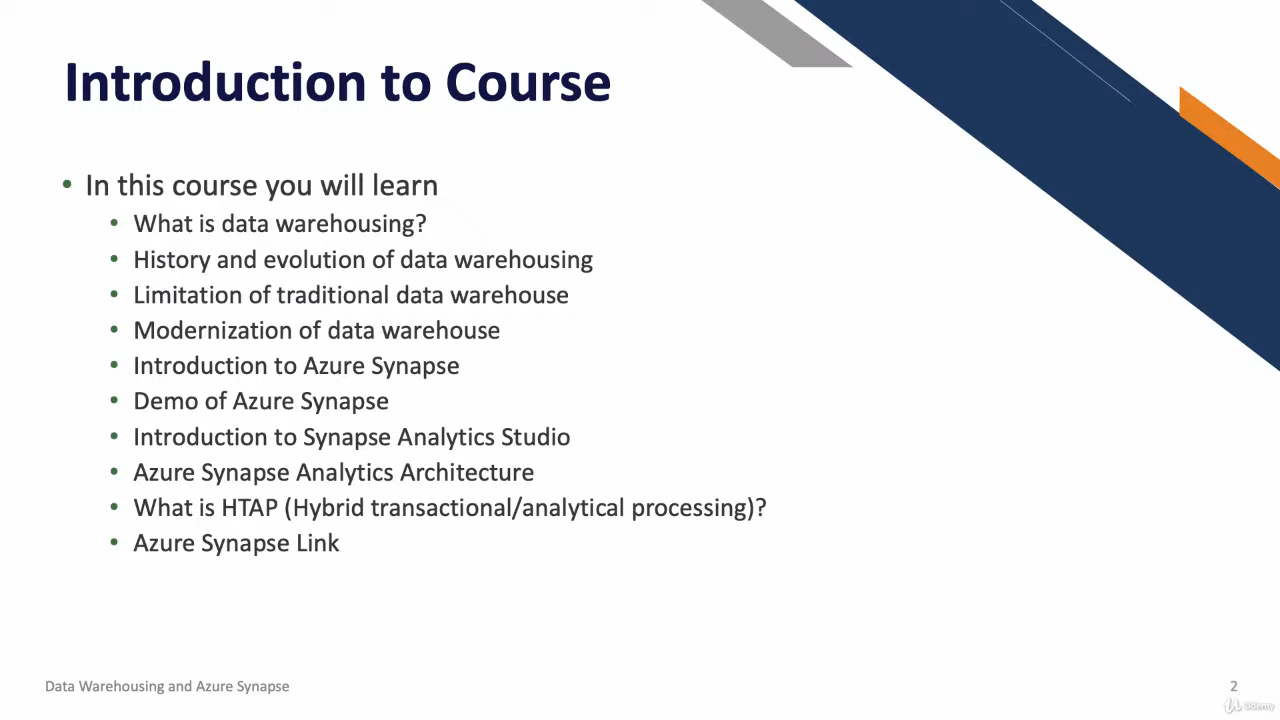 Introduction to Course
• In this course you will learn
• What is data warehousing?
• History and evolution of data warehousing
• Limitation of traditional data warehouse
• Modernization of data warehouse
• Introduction to Azure Synapse
• Demo of Azure Synapse
• Introduction to Synapse Analytics Studio
• Azure Synapse Analytics Architecture
• What is HTAP (Hybrid transactional/analytical processing)?
• Azure Synapse Link
Data Warehousing and Azure Synapse
2
Udemy